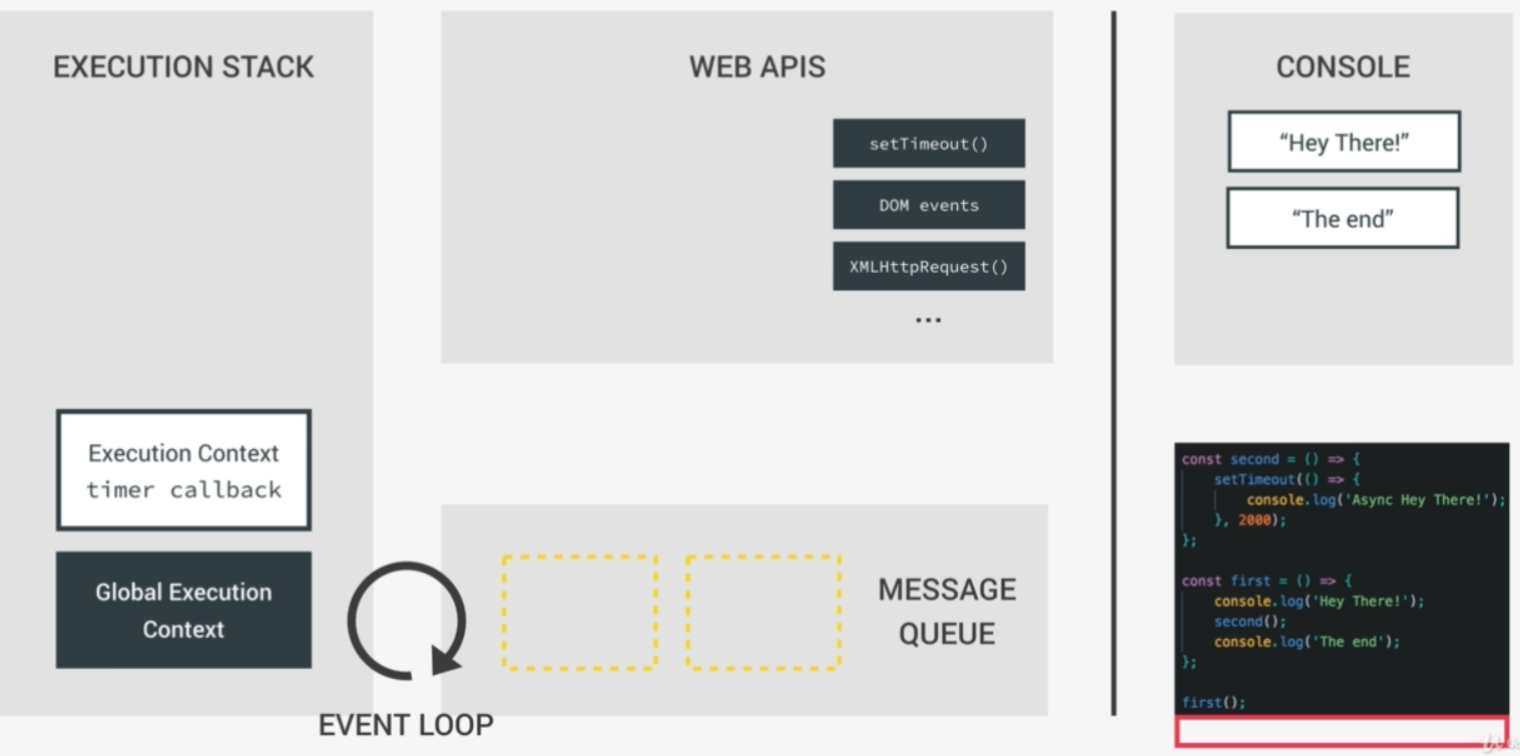 EXECUTION STACK
Execution Context
timer callback
Global Execution
Context
EVENT LOOP
WEB APIS
setTimeout()
DOM events
XMLHttpRequest()
...
MESSAGE
QUEUE
CONSOLE
“Hey There!”
“The end”
const second = () => {
    setTimeout(() => {
        console.log('Async Hey There!');
    }, 2000);
};
const first = () => {
    console.log('Hey There!');
    second();
    console.log('The end');
};
first();